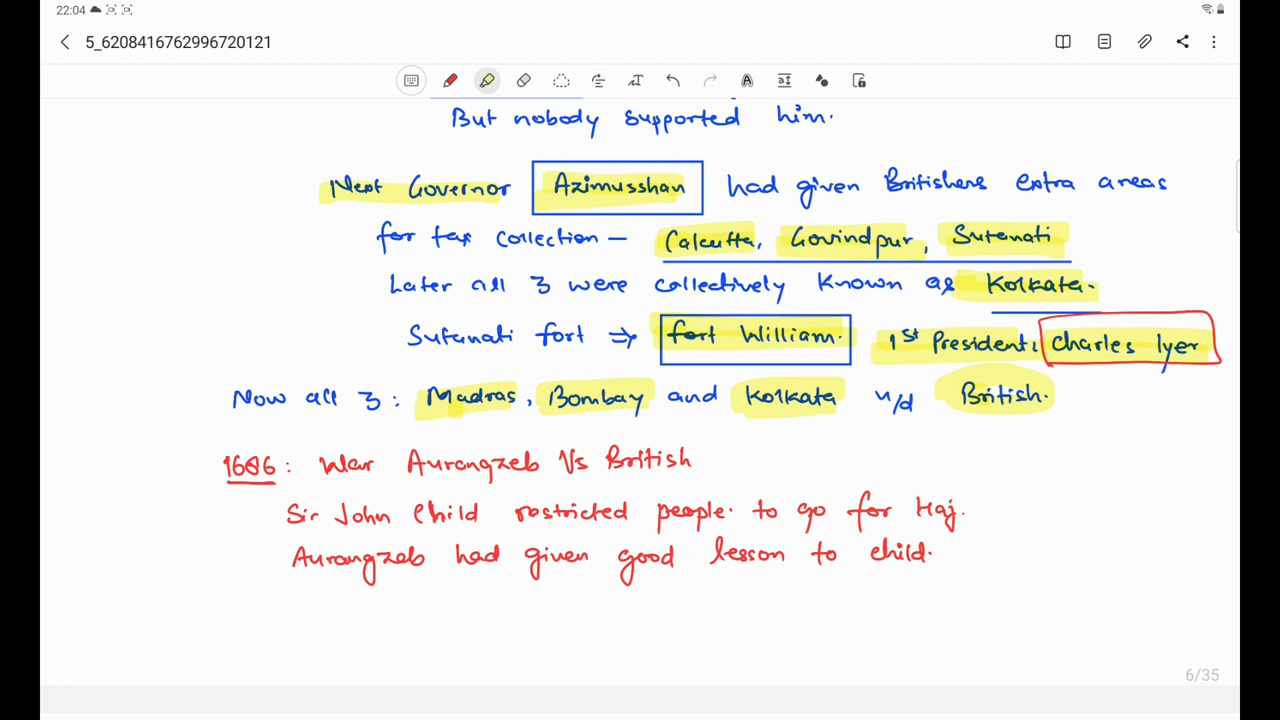 22:04
5_6208416762996720121
But nobody supported him.
Next Governor Azimusshan had given Britishers extra areas
for tax collection — Calcutta, Govindpur, Sutanati
Later all 3 were collectively known as Kolkata.
Sutanati fort ⇒ fort William. 1st President: Charles Iyer
Now all 3: Madras, Bombay and Kolkata u/d British.
1686: War Aurangzeb Vs British
Sir John Child restricted people. to go for Haj.
Aurangzeb had given good lesson to child.
6/35